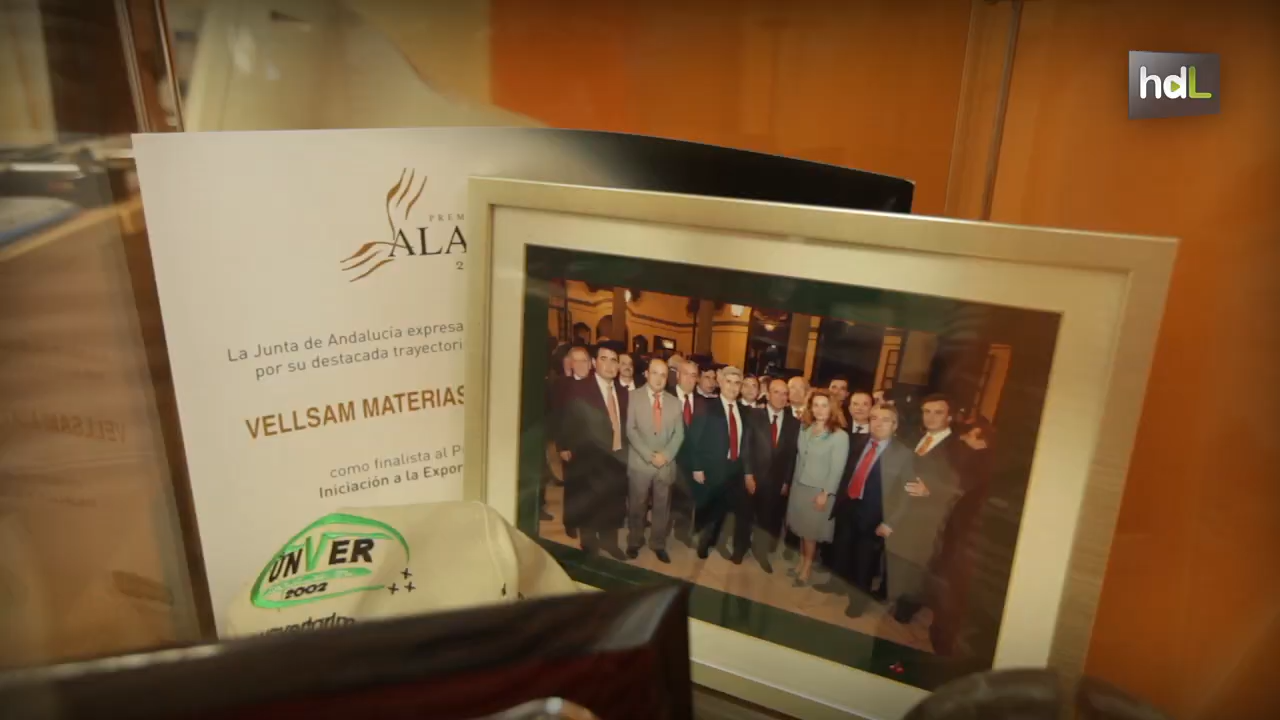 hdL
PREM
ALA
2
La Junta de Andalucía expresa
por su destacada trayectori
VELLSAM MATERIAS
como finalista al P
Iniciación a la Expor
UNVER
2002